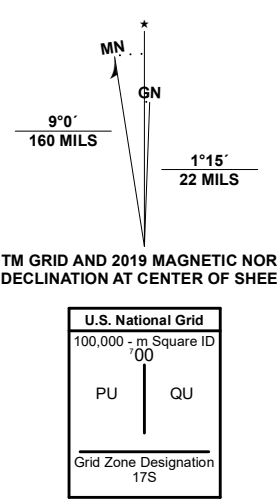 ★
MN
GN
9°0´
160 MILS
1°15´
22 MILS
TM GRID AND 2019 MAGNETIC NOR
DECLINATION AT CENTER OF SHEE
U.S. National Grid
100,000 - m Square ID
⁷00
PU
QU
Grid Zone Designation
17S